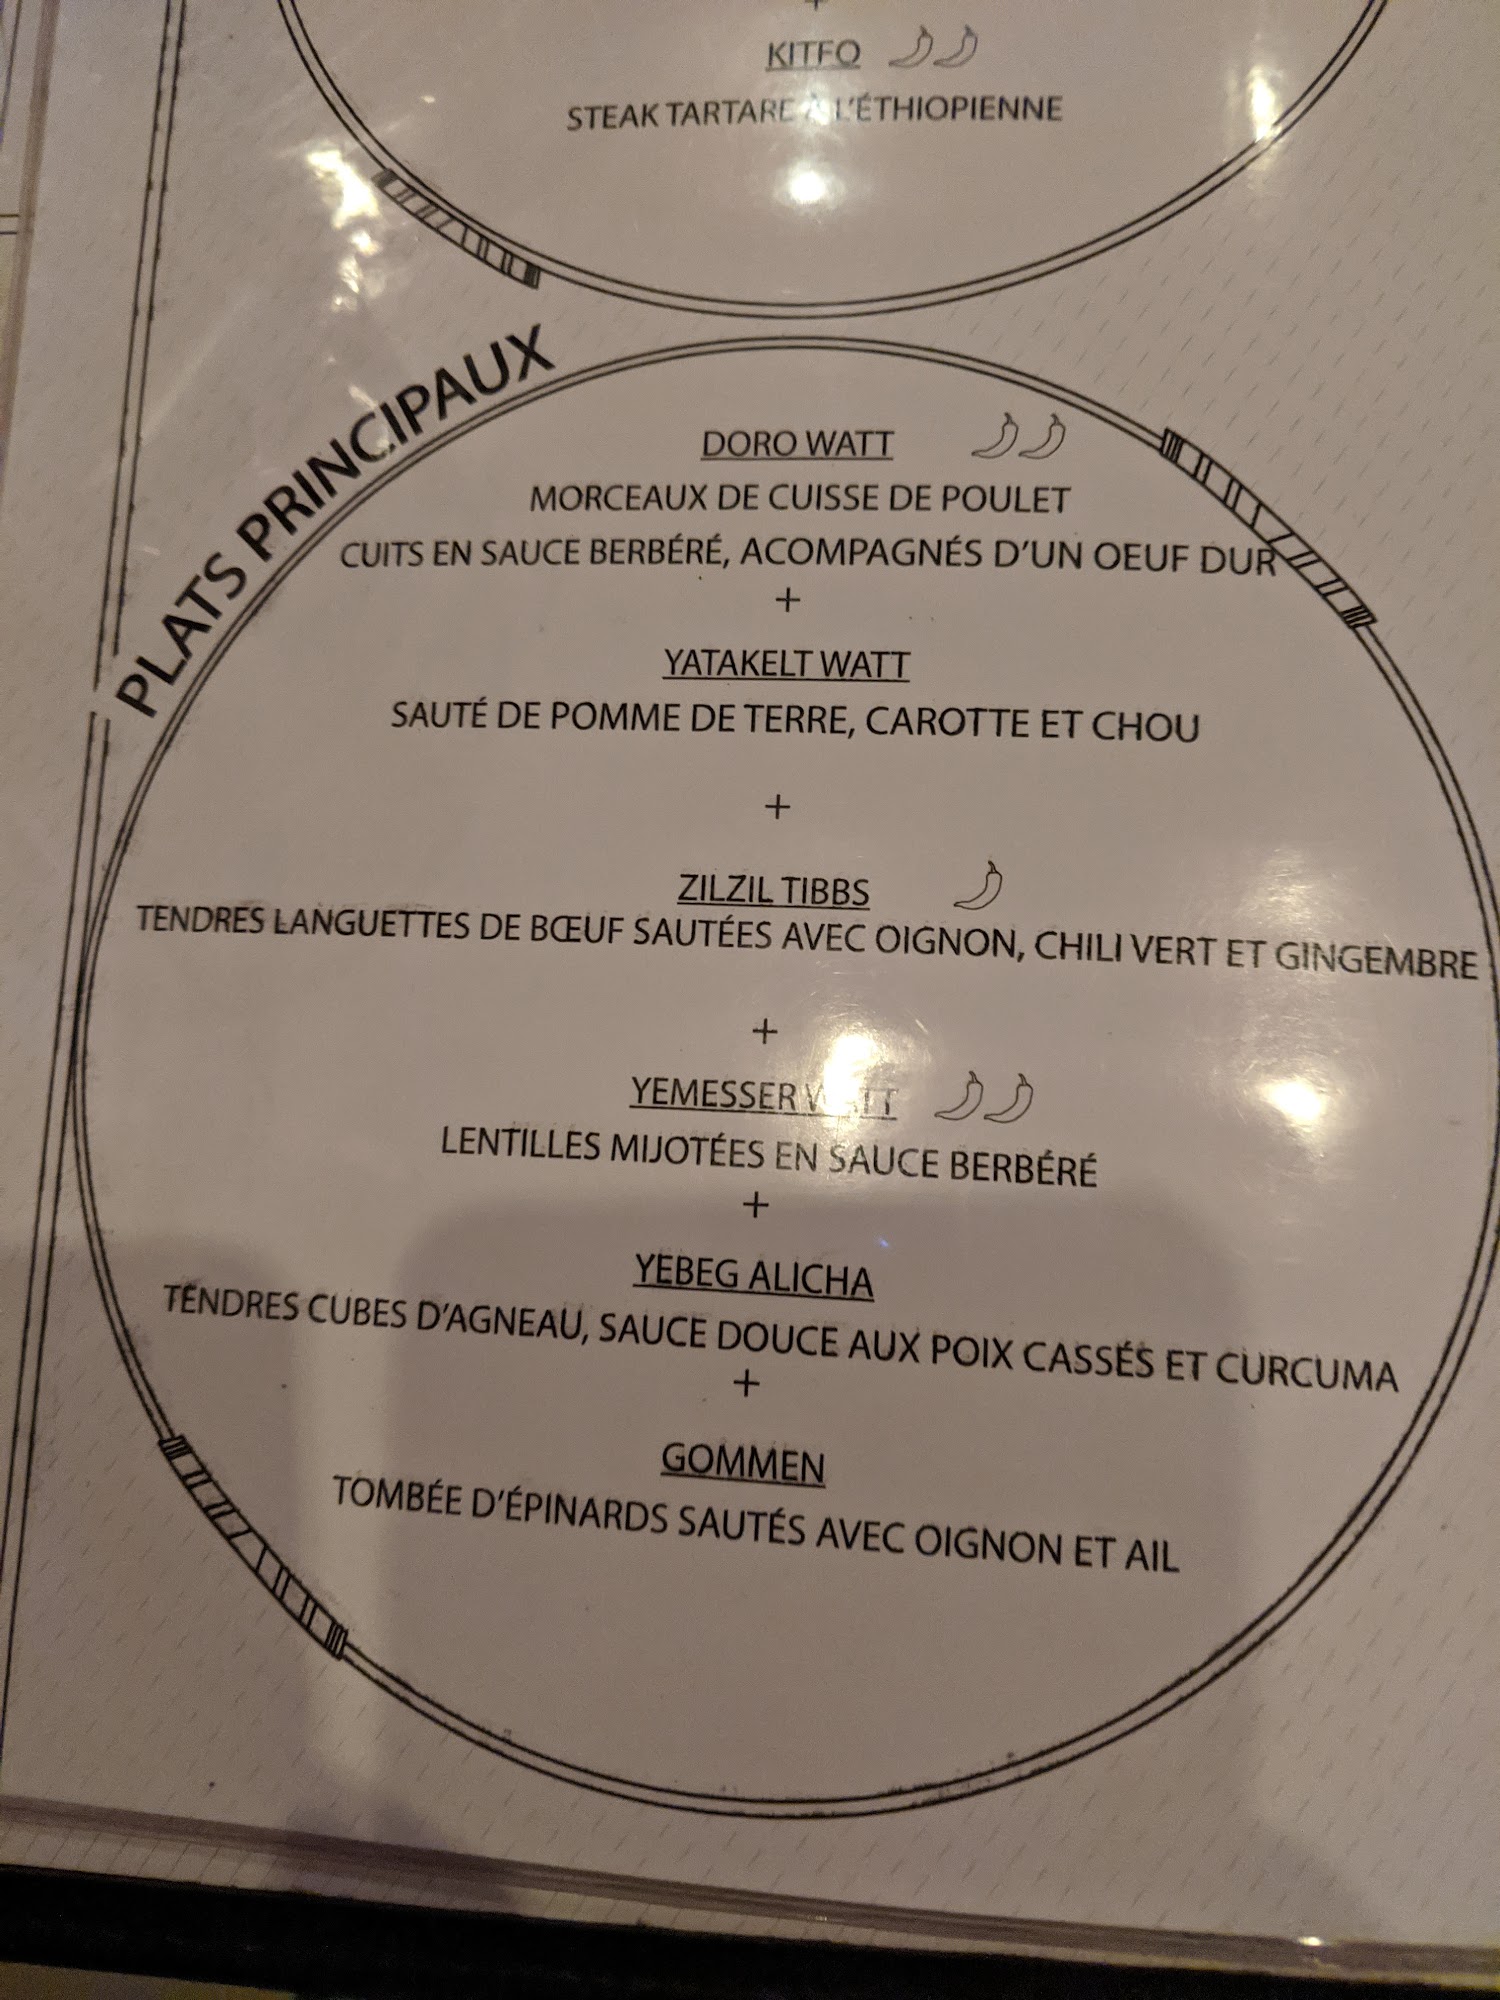 KITFO
STEAK TARTARE À L'ÉTHIOPIENNE
PLATS PRINCIPAUX
DORO WATT
MORCEAUX DE CUISSE DE POULET
CUITS EN SAUCE BERBÉRÉ, ACOMPAGNÉS D'UN OEUF DUR
+
YATAKELT WATT
SAUTÉ DE POMME DE TERRE, CAROTTE ET CHOU
+
ZILZIL TIBBS
TENDRES LANGUETTES DE BŒUF SAUTÉES AVEC OIGNON, CHILI VERT ET GINGEMBRE
+
YEMESSER WATT
LENTILLES MIJOTÉES EN SAUCE BERBÉRÉ
+
YEBEG ALICHA
TENDRES CUBES D'AGNEAU, SAUCE DOUCE AUX POIX CASSÉS ET CURCUMA
+
GOMMEN
TOMBÉE D'ÉPINARDS SAUTÉS AVEC OIGNON ET AIL